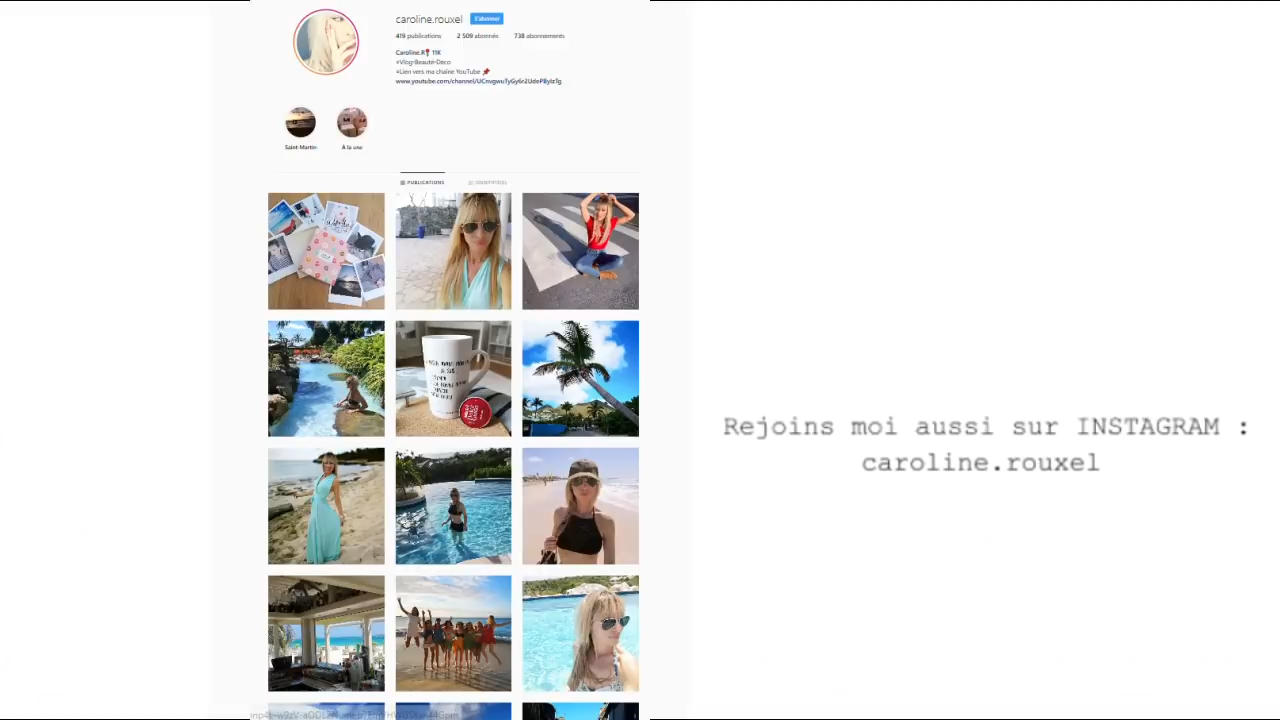 caroline.rouxel S'abonner
419 publications 2 509 abonnés 738 abonnements
Caroline.R📍 11K
•Vlog-Beauté-Déco
•Lien vers ma chaîne YouTube 📌
Saint-Martin À la une
PUBLICATIONS IDENTIFIÉ(E)
Rejoins moi aussi sur INSTAGRAM :
caroline.rouxel